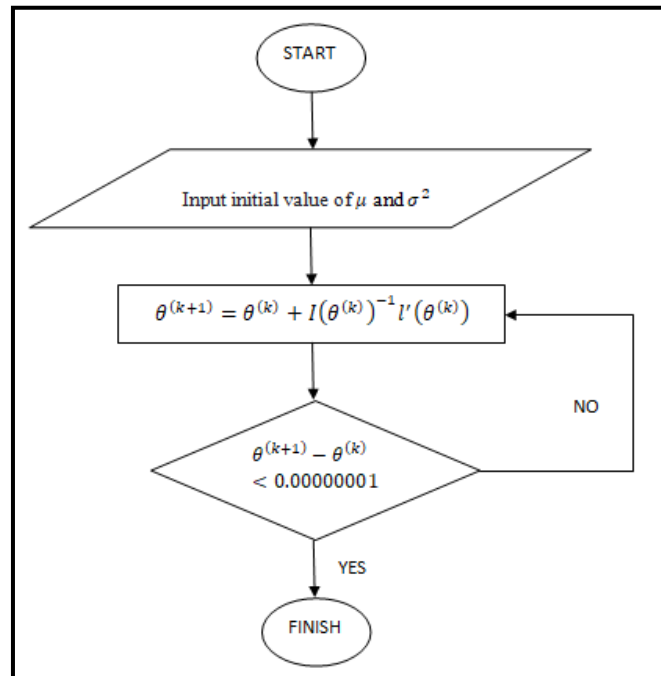 START
Input initial value of μ and σ²
θ^(k+1) = θ^(k) + I(θ^(k))^−1 l′(θ^(k))
NO
θ^(k+1) − θ^(k)
< 0.00000001
YES
FINISH